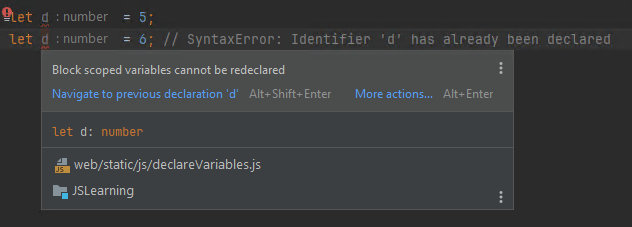 let d : number = 5;
let d : number = 6; // SyntaxError: Identifier 'd' has already been declared
Block scoped variables cannot be redeclared
Navigate to previous declaration 'd' Alt+Shift+Enter More actions... Alt+Enter
let d: number
web/static/js/declareVariables.js
JSLearning